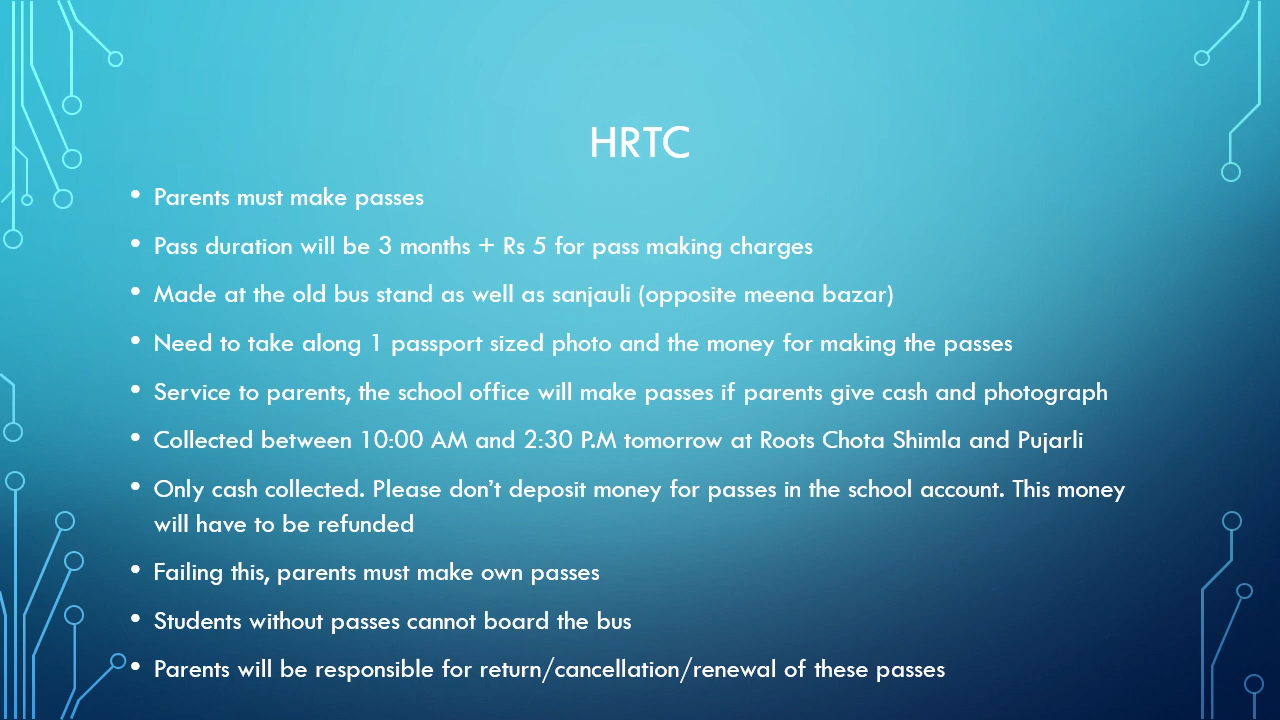 HRTC
• Parents must make passes
• Pass duration will be 3 months + Rs 5 for pass making charges
• Made at the old bus stand as well as sanjauli (opposite meena bazar)
• Need to take along 1 passport sized photo and the money for making the passes
• Service to parents, the school office will make passes if parents give cash and photograph
• Collected between 10:00 AM and 2:30 P.M tomorrow at Roots Chota Shimla and Pujarli
• Only cash collected. Please don’t deposit money for passes in the school account. This money
will have to be refunded
• Failing this, parents must make own passes
• Students without passes cannot board the bus
• Parents will be responsible for return/cancellation/renewal of these passes